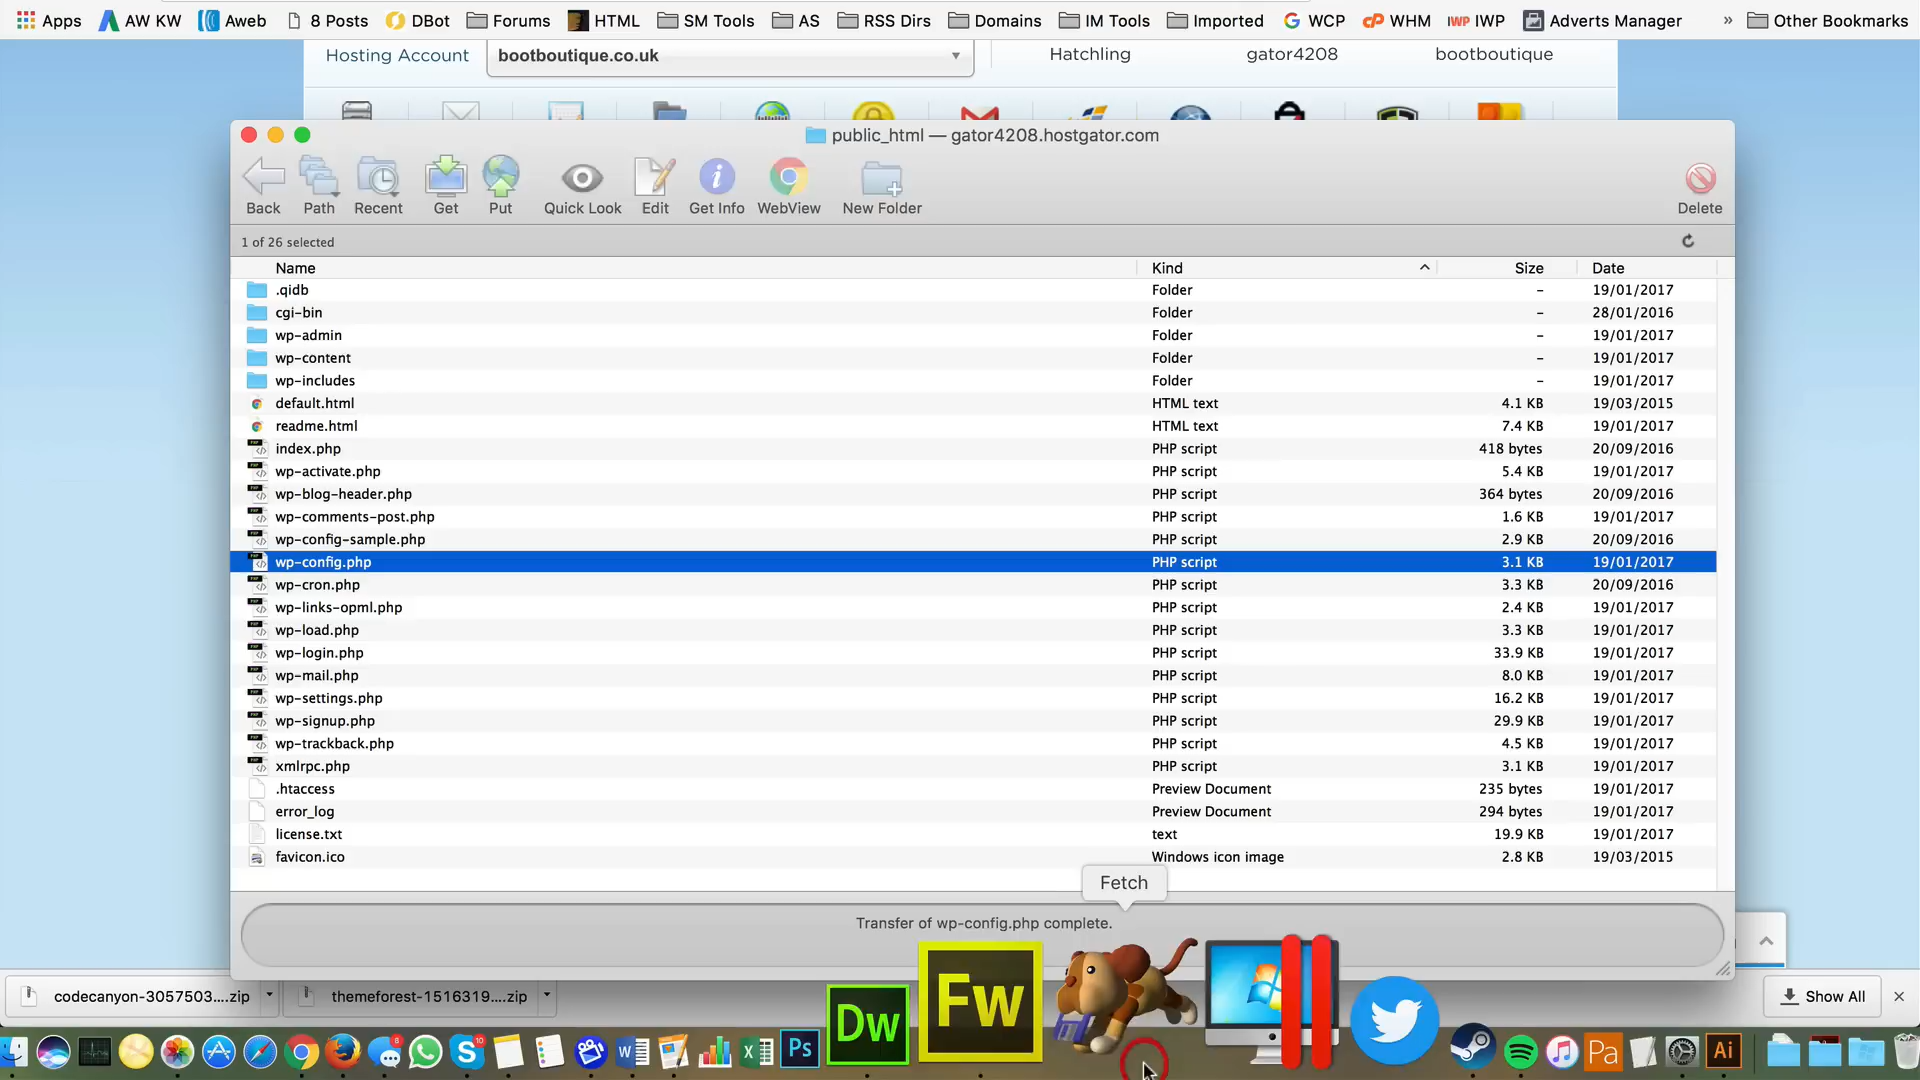 Apps AW KW Aweb 8 Posts DBot Forums HTML SM Tools AS RSS Dirs Domains IM Tools Imported WCP WHM IWP IWP Adverts Manager » Other Bookmarks
Hosting Account bootboutique.co.uk Hatchling gator4208 bootboutique
public_html — gator4208.hostgator.com
Back Path Recent Get Put Quick Look Edit Get Info WebView New Folder Delete
1 of 26 selected
Name Kind Size Date
.qidb Folder – 19/01/2017
cgi-bin Folder – 28/01/2016
wp-admin Folder – 19/01/2017
wp-content Folder – 19/01/2017
wp-includes Folder – 19/01/2017
default.html HTML text 4.1 KB 19/03/2015
readme.html HTML text 7.4 KB 19/01/2017
index.php PHP script 418 bytes 20/09/2016
wp-activate.php PHP script 5.4 KB 19/01/2017
wp-blog-header.php PHP script 364 bytes 20/09/2016
wp-comments-post.php PHP script 1.6 KB 19/01/2017
wp-config-sample.php PHP script 2.9 KB 20/09/2016
wp-config.php PHP script 3.1 KB 19/01/2017
wp-cron.php PHP script 3.3 KB 20/09/2016
wp-links-opml.php PHP script 2.4 KB 19/01/2017
wp-load.php PHP script 3.3 KB 19/01/2017
wp-login.php PHP script 33.9 KB 19/01/2017
wp-mail.php PHP script 8.0 KB 19/01/2017
wp-settings.php PHP script 16.2 KB 19/01/2017
wp-signup.php PHP script 29.9 KB 19/01/2017
wp-trackback.php PHP script 4.5 KB 19/01/2017
xmlrpc.php PHP script 3.1 KB 19/01/2017
.htaccess Preview Document 235 bytes 19/01/2017
error_log Preview Document 294 bytes 19/01/2017
license.txt text 19.9 KB 19/01/2017
favicon.ico Windows icon image 2.8 KB 19/03/2015
Fetch
Transfer of wp-config.php complete.
codecanyon-3057503....zip themeforest-1516319....zip Show All
Ps Dw Fw Pa Ai